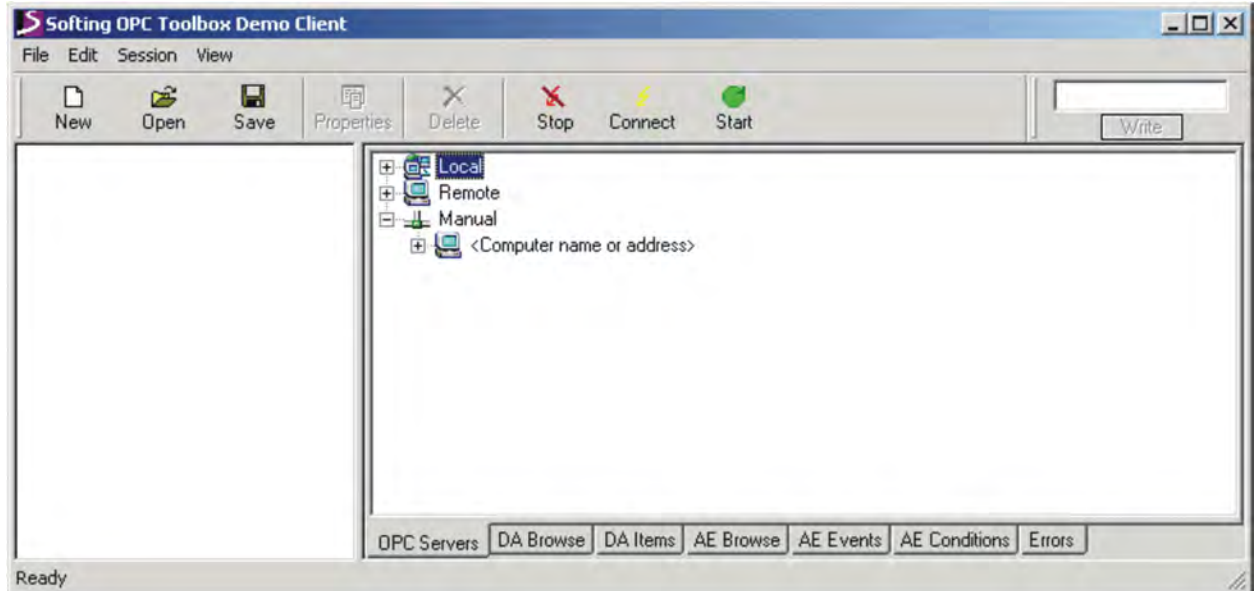 Softing OPC Toolbox Demo Client
File Edit Session View
New Open Save Properties Delete Stop Connect Start Write
Local
Remote
Manual
<Computer name or address>
OPC Servers DA Browse DA Items AE Browse AE Events AE Conditions Errors
Ready